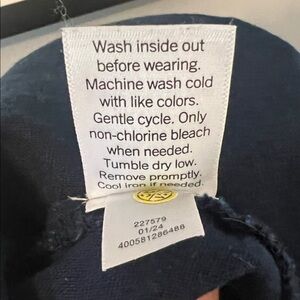 Wash inside out
before wearing.
Machine wash cold
with like colors.
Gentle cycle. Only
non-chlorine bleach
when needed.
Tumble dry low.
Remove promptly.
Cool iron if needed.
227579
01/24
400581286488